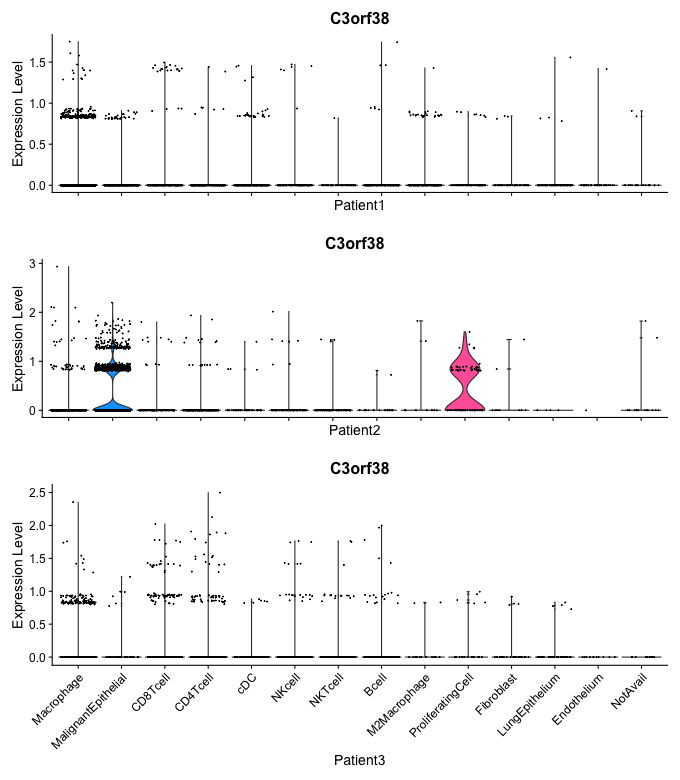 C3orf38
Expression Level
1.5
1.0
0.5
0.0
Patient1
C3orf38
Expression Level
3
2
1
0
Patient2
C3orf38
Expression Level
2.5
2.0
1.5
1.0
0.5
0.0
Macrophage
MalignantEpithelial
CD8Tcell
CD4Tcell
cDC
NKcell
NKTcell
Bcell
M2Macrophage
ProliferatingCell
Fibroblast
LungEpithelium
Endothelium
NotAvail
Patient3